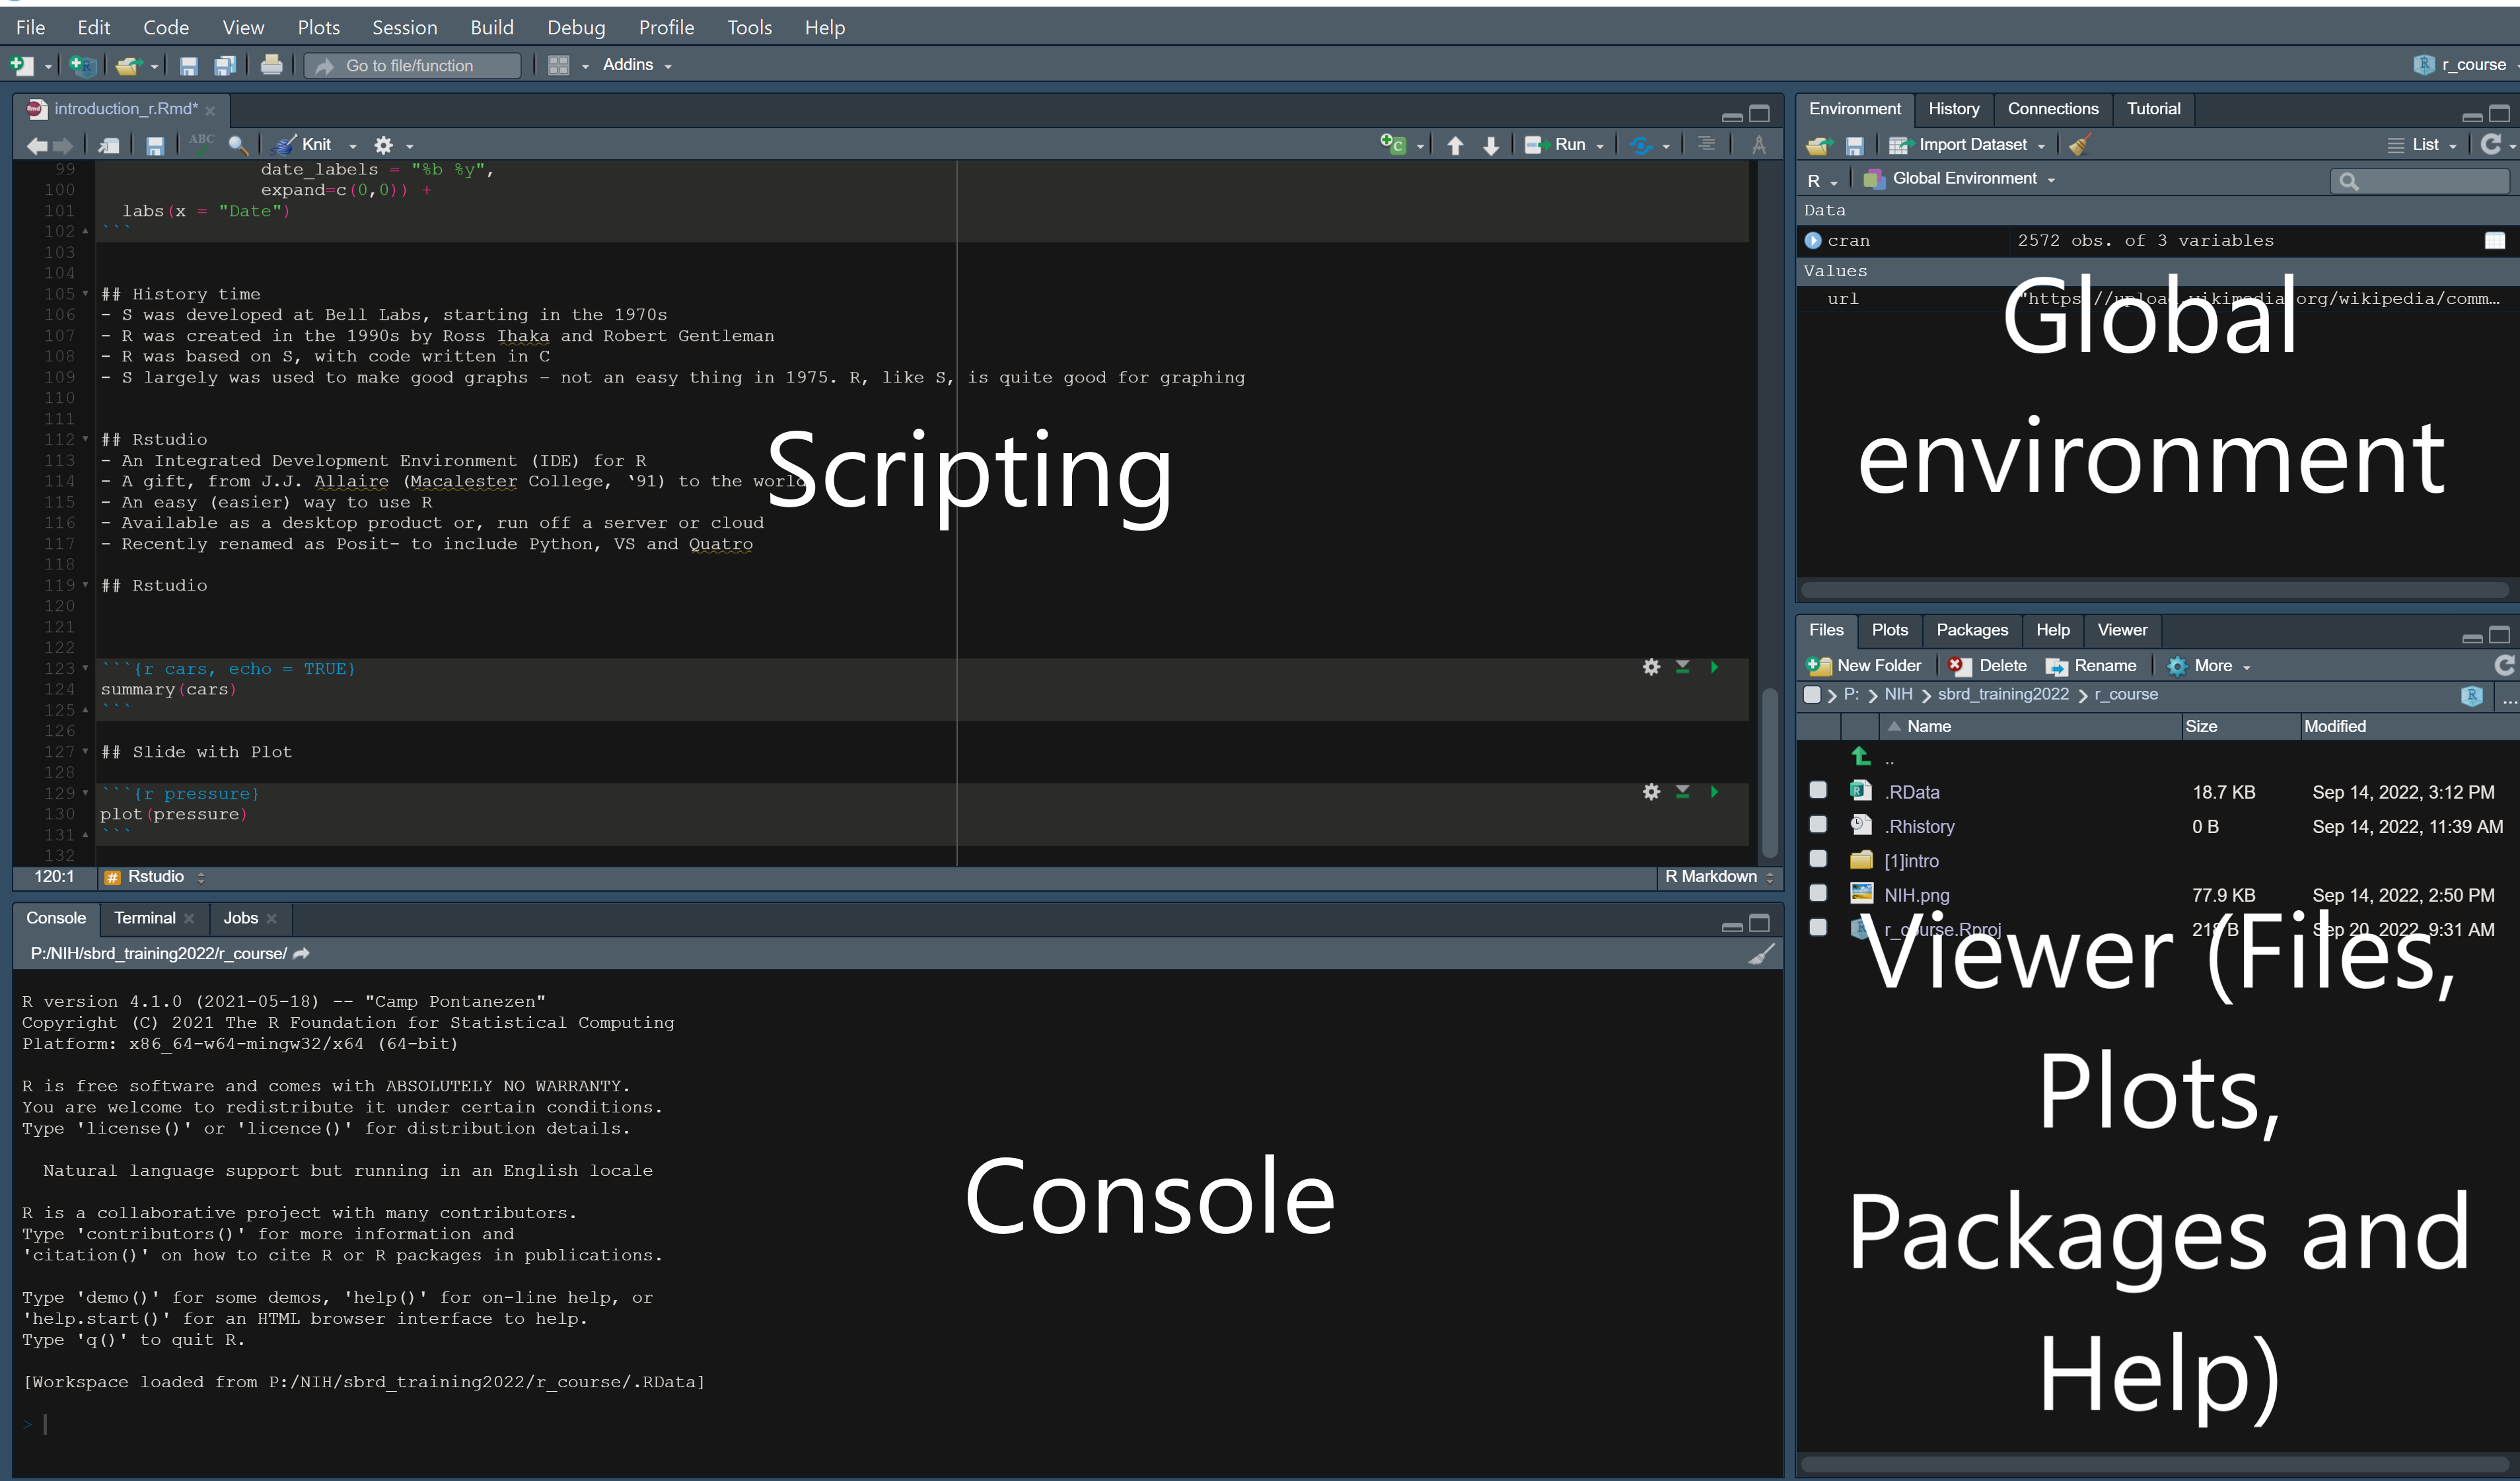 File Edit Code View Plots Session Build Debug Profile Tools Help
Go to file/function Addins r_course
introduction_r.Rmd*
ABC Knit Run
99 date_labels = "%b %y",
100 expand=c(0,0)) +
101 labs(x = "Date")
102 ```
103
104
105 ## History time
106 - S was developed at Bell Labs, starting in the 1970s
107 - R was created in the 1990s by Ross Ihaka and Robert Gentleman
108 - R was based on S, with code written in C
109 - S largely was used to make good graphs – not an easy thing in 1975. R, like S, is quite good for graphing
110
111
112 ## Rstudio
113 - An Integrated Development Environment (IDE) for R
114 - A gift, from J.J. Allaire (Macalester College, ‘91) to the world
115 - An easy (easier) way to use R
116 - Available as a desktop product or, run off a server or cloud
117 - Recently renamed as Posit- to include Python, VS and Quatro
118
119 ## Rstudio
120
121
122
123 ```{r cars, echo = TRUE}
124 summary(cars)
125 ```
126
127 ## Slide with Plot
128
129 ```{r pressure}
130 plot(pressure)
131 ```
132
Scripting
120:1 # Rstudio R Markdown
Console Terminal Jobs
P:/NIH/sbrd_training2022/r_course/
R version 4.1.0 (2021-05-18) -- "Camp Pontanezen"
Copyright (C) 2021 The R Foundation for Statistical Computing
Platform: x86_64-w64-mingw32/x64 (64-bit)
R is free software and comes with ABSOLUTELY NO WARRANTY.
You are welcome to redistribute it under certain conditions.
Type 'license()' or 'licence()' for distribution details.
Natural language support but running in an English locale
R is a collaborative project with many contributors.
Type 'contributors()' for more information and
'citation()' on how to cite R or R packages in publications.
Type 'demo()' for some demos, 'help()' for on-line help, or
'help.start()' for an HTML browser interface to help.
Type 'q()' to quit R.
[Workspace loaded from P:/NIH/sbrd_training2022/r_course/.RData]
>
Console
Environment History Connections Tutorial
Import Dataset List
R Global Environment
Data
cran 2572 obs. of 3 variables
Values
url "https://upload.wikimedia.org/wikipedia/comm…
Global
environment
Files Plots Packages Help Viewer
New Folder Delete Rename More
P: NIH sbrd_training2022 r_course
Name Size Modified
..
.RData 18.7 KB Sep 14, 2022, 3:12 PM
.Rhistory 0 B Sep 14, 2022, 11:39 AM
[1]intro
NIH.png 77.9 KB Sep 14, 2022, 2:50 PM
r_course.Rproj 218 B Sep 20, 2022, 9:31 AM
Viewer (Files,
Plots,
Packages and
Help)